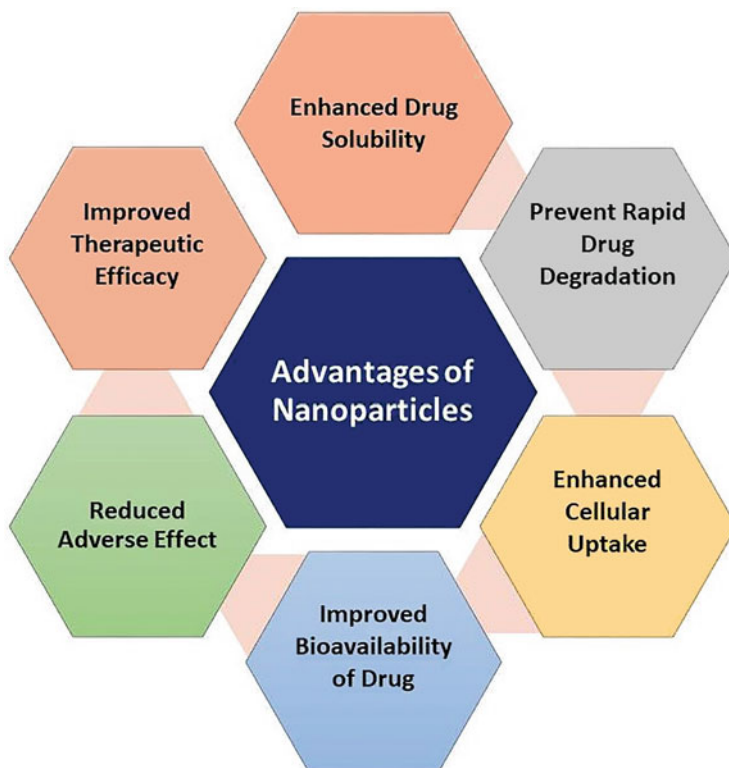 Enhanced Drug
Solubility
Prevent Rapid
Drug
Degradation
Enhanced
Cellular
Uptake
Improved
Bioavailability
of Drug
Reduced
Adverse Effect
Improved
Therapeutic
Efficacy
Advantages of
Nanoparticles